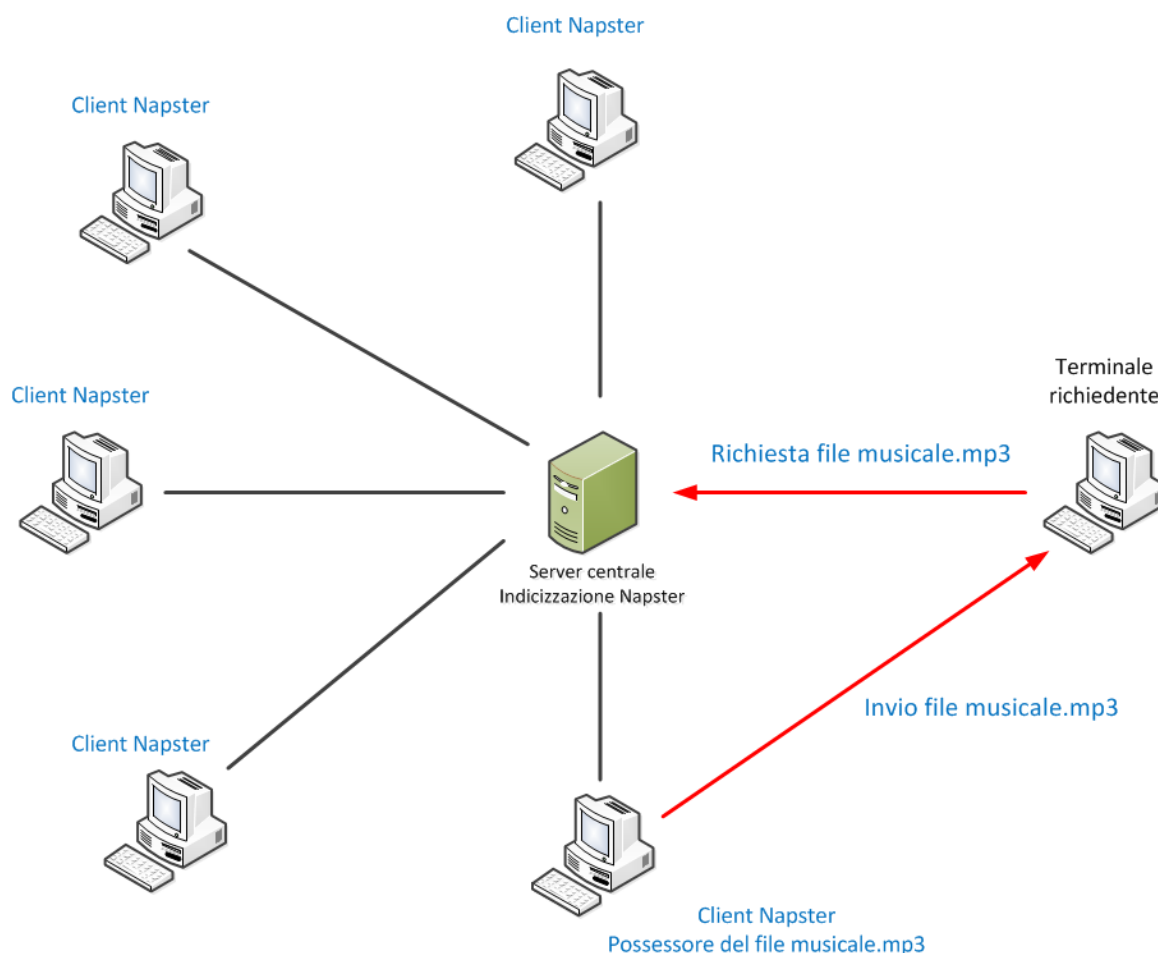 Client Napster
Client Napster
Terminale
richiedente
Client Napster
Richiesta file musicale.mp3
Server centrale
Indicizzazione Napster
Invio file musicale.mp3
Client Napster
Client Napster
Possessore del file musicale.mp3